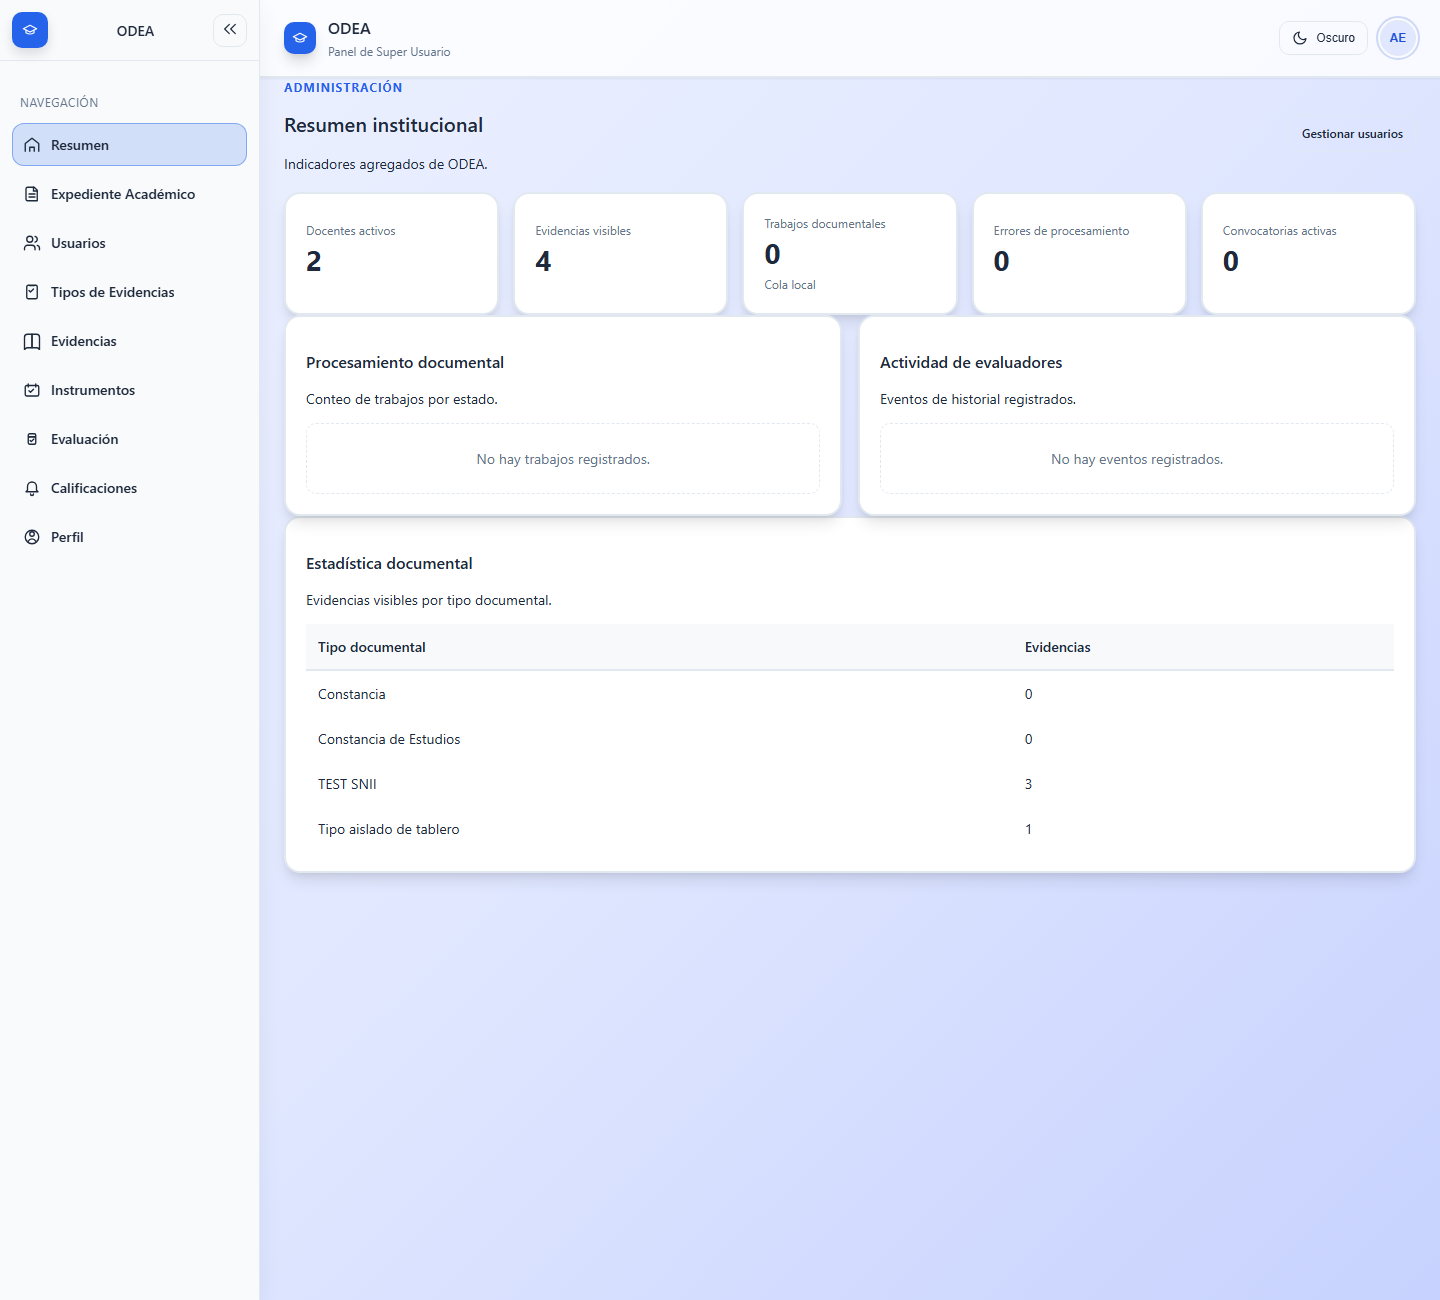 ODEA
NAVEGACIÓN
Resumen
Expediente Académico
Usuarios
Tipos de Evidencias
Evidencias
Instrumentos
Evaluación
Calificaciones
Perfil
ODEA
Panel de Super Usuario
Oscuro
AE
ADMINISTRACIÓN
Resumen institucional
Gestionar usuarios
Indicadores agregados de ODEA.
Docentes activos
2
Evidencias visibles
4
Trabajos documentales
0
Cola local
Errores de procesamiento
0
Convocatorias activas
0
Procesamiento documental
Conteo de trabajos por estado.
No hay trabajos registrados.
Actividad de evaluadores
Eventos de historial registrados.
No hay eventos registrados.
Estadística documental
Evidencias visibles por tipo documental.
Tipo documental Evidencias
Constancia 0
Constancia de Estudios 0
TEST SNII 3
Tipo aislado de tablero 1